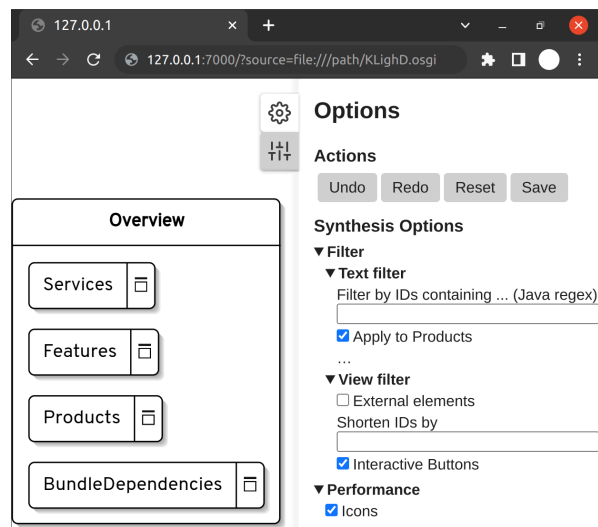 127.0.0.1
127.0.0.1:7000/?source=file:///path/KLighD.osgi
Options
Actions
Undo Redo Reset Save
Overview
Services
Features
Products
BundleDependencies
Synthesis Options
Filter
Text filter
Filter by IDs containing ... (Java regex)
Apply to Products
...
View filter
External elements
Shorten IDs by
Interactive Buttons
Performance
Icons